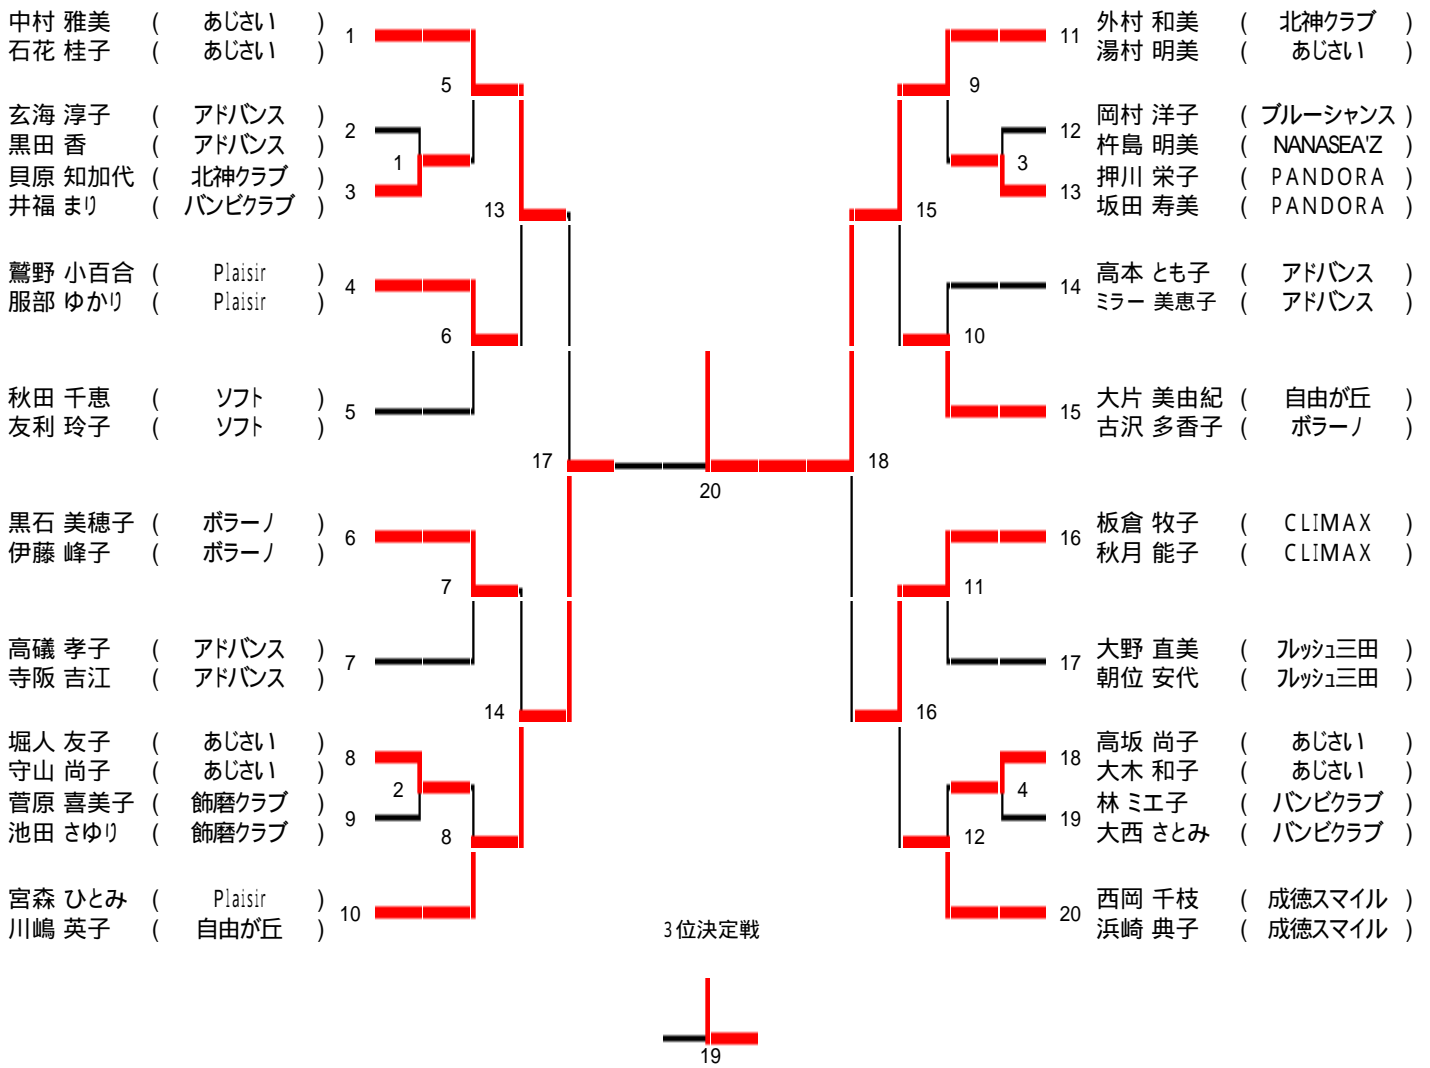 中村 雅美 ( あじさい )
石花 桂子 ( あじさい )
1
玄海 淳子 ( アドバンス )
黒田 香 ( アドバンス )
2
貝原 知加代 ( 北神クラブ )
井福 まり ( バンビクラブ )
3
鷲野 小百合 ( Plaisir )
服部 ゆかり ( Plaisir )
4
秋田 千恵 ( ソフト )
友利 玲子 ( ソフト )
5
黒石 美穂子 ( ボラーノ )
伊藤 峰子 ( ボラーノ )
6
高礒 孝子 ( アドバンス )
寺阪 吉江 ( アドバンス )
7
堀人 友子 ( あじさい )
守山 尚子 ( あじさい )
8
菅原 喜美子 ( 飾磨クラブ )
池田 さゆり ( 飾磨クラブ )
9
宮森 ひとみ ( Plaisir )
川嶋 英子 ( 自由が丘 )
10
5
1
13
6
17
7
14
2
8
20
3位決定戦
19
9
3
15
10
18
11
16
4
12
11
外村 和美 ( 北神クラブ )
湯村 明美 ( あじさい )
12
岡村 洋子 ( ブルーシャンス )
杵島 明美 ( NANASEA'Z )
13
押川 栄子 ( PANDORA )
坂田 寿美 ( PANDORA )
14
高本 とも子 ( アドバンス )
ミラー 美恵子 ( アドバンス )
15
大片 美由紀 ( 自由が丘 )
古沢 多香子 ( ボラーノ )
16
板倉 牧子 ( CLIMAX )
秋月 能子 ( CLIMAX )
17
大野 直美 ( フレッシュ三田 )
朝位 安代 ( フレッシュ三田 )
18
高坂 尚子 ( あじさい )
大木 和子 ( あじさい )
19
林 ミエ子 ( バンビクラブ )
大西 さとみ ( バンビクラブ )
20
西岡 千枝 ( 成徳スマイル )
浜崎 典子 ( 成徳スマイル )